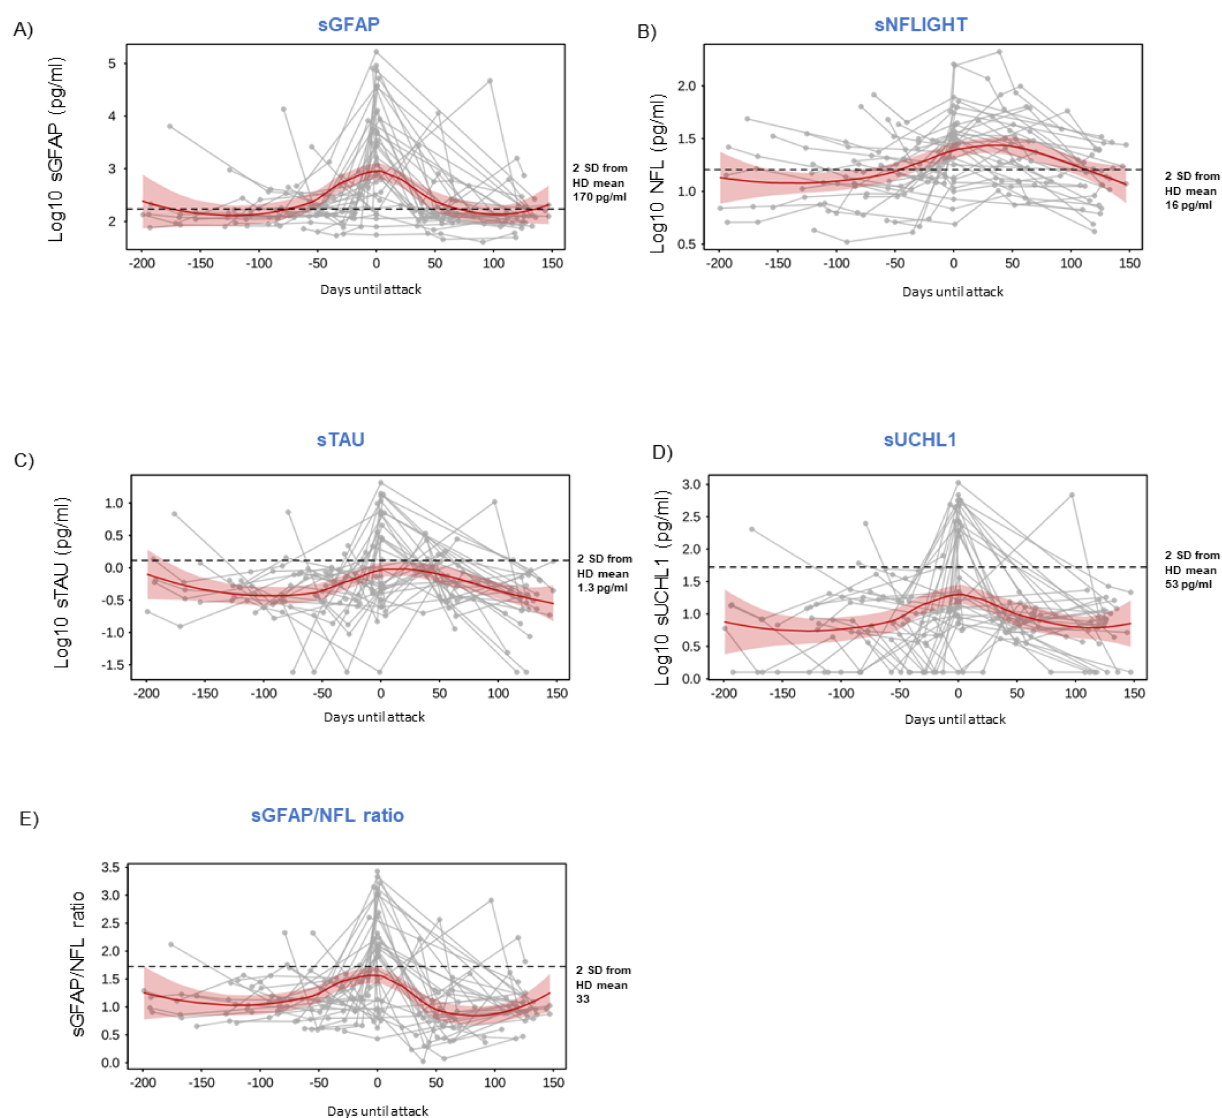 A)
sGFAP
Log10 sGFAP (pg/ml)
5
4
3
2
-200 -150 -100 -50 0 50 100 150
Days until attack
2 SD from
HD mean
170 pg/ml
B)
sNFLIGHT
Log10 NFL (pg/ml)
2.0
1.5
1.0
0.5
-200 -150 -100 -50 0 50 100 150
Days until attack
2 SD from
HD mean
16 pg/ml
C)
sTAU
Log10 sTAU (pg/ml)
1.0
0.5
0.0
-0.5
-1.0
-1.5
-200 -150 -100 -50 0 50 100 150
Days until attack
2 SD from
HD mean
1.3 pg/ml
D)
sUCHL1
Log10 sUCHL1 (pg/ml)
3.0
2.5
2.0
1.5
1.0
0.5
0.0
-200 -150 -100 -50 0 50 100 150
Days until attack
2 SD from
HD mean
53 pg/ml
E)
sGFAP/NFL ratio
sGFAP/NFL ratio
3.5
3.0
2.5
2.0
1.5
1.0
0.5
0.0
-200 -150 -100 -50 0 50 100 150
Days until attack
2 SD from
HD mean
33